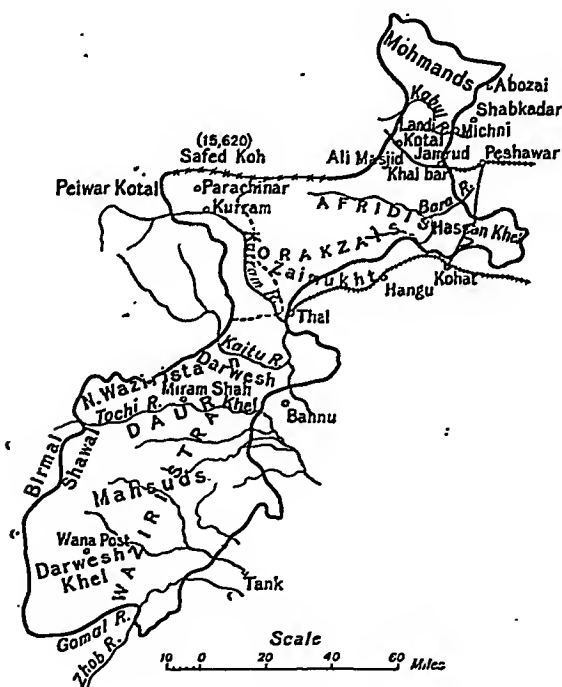 Mohmands
Abozai
Kabul R.
Shabkadar
Landi
Kotal
Michni
(15,620)
Safed Koh
Ali Masjid
Jamrud
Peshawar
Khaibar
Peiwar Kotal
Parachinar
Kurram
Bara R.
AFRIDIS
Hassan Khel
ORAKZAIS
Kurram R.
Zaimukht
Kohat
Hangu
Thal
Kaitu R.
N. Waziristan
Darwesh
Khel
Miram Shah
Tochi R.
DAUR
Bannu
Birmal
Shawal
Mahsuds
WAZIRISTAN
Wana Post
Darwesh
Khel
Tank
Gomal R.
Zhob R.
Scale
10 0 20 40 60 Miles